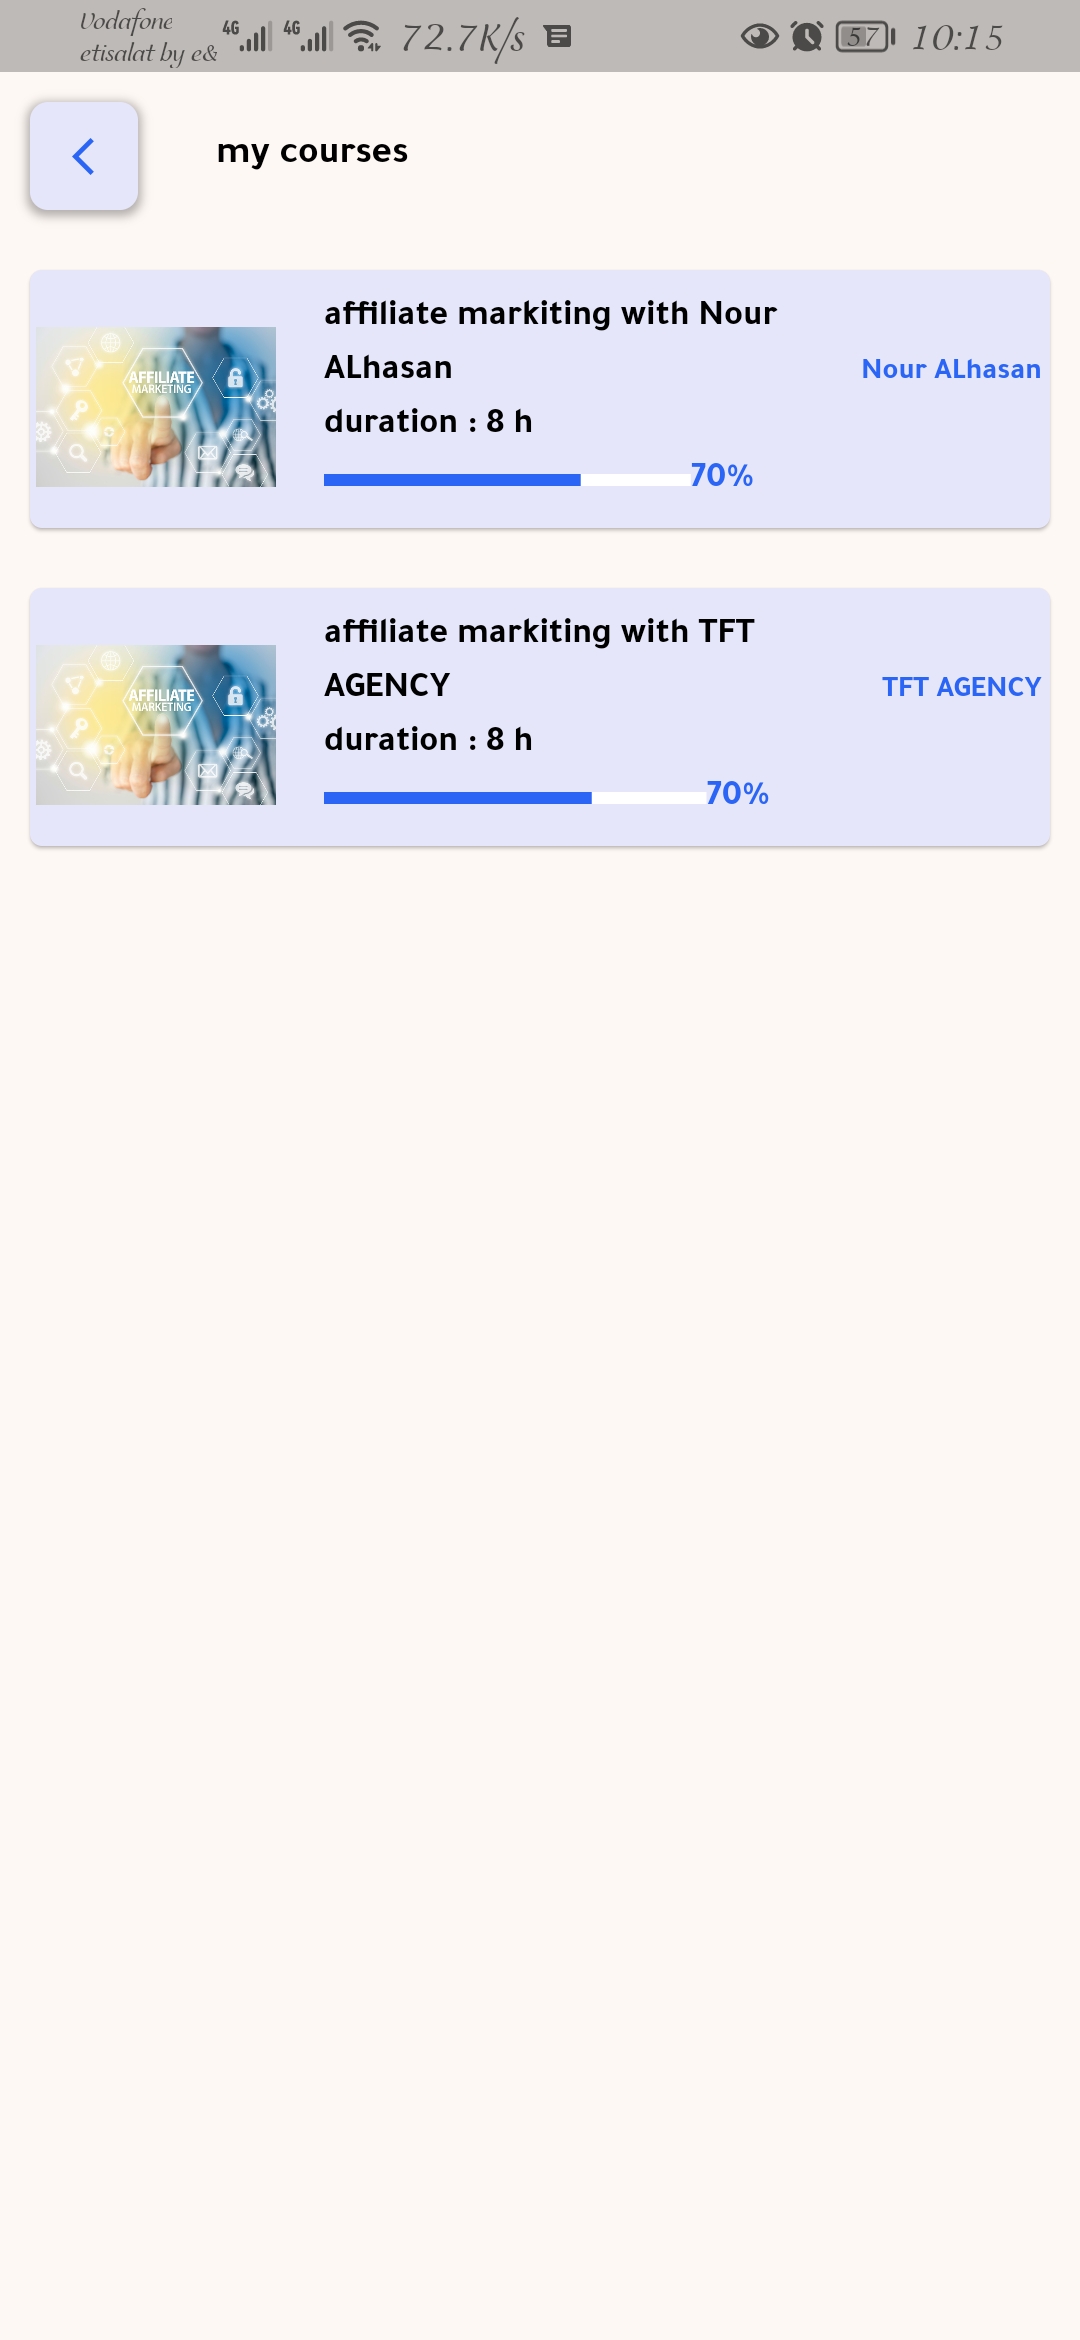 Vodafone
etisalat by e&
4G 4G 72.7K/s 57 10:15
my courses
affiliate markiting with Nour
ALhasan
Nour ALhasan
duration : 8 h
70%
AFFILIATE
MARKETING
affiliate markiting with TFT
AGENCY
TFT AGENCY
duration : 8 h
70%
AFFILIATE
MARKETING